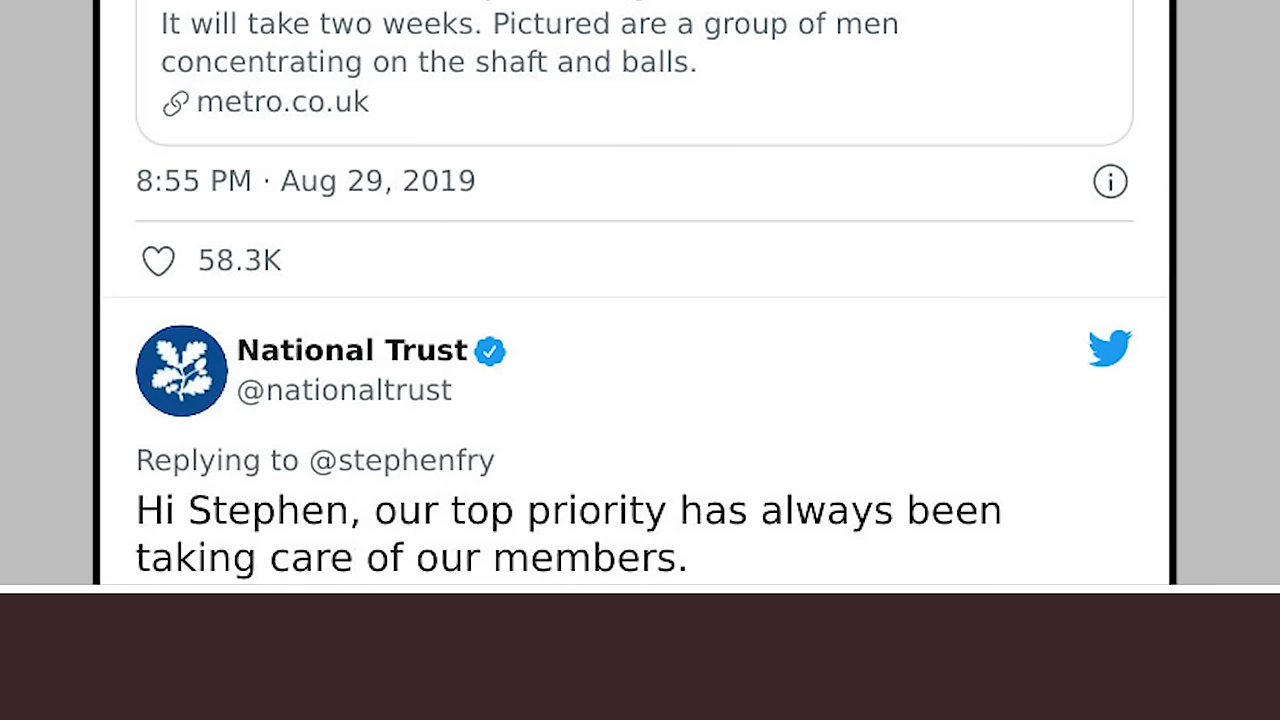 It will take two weeks. Pictured are a group of men
concentrating on the shaft and balls.
metro.co.uk
8:55 PM · Aug 29, 2019
58.3K
National Trust
@nationaltrust
Replying to @stephenfry
Hi Stephen, our top priority has always been
taking care of our members.